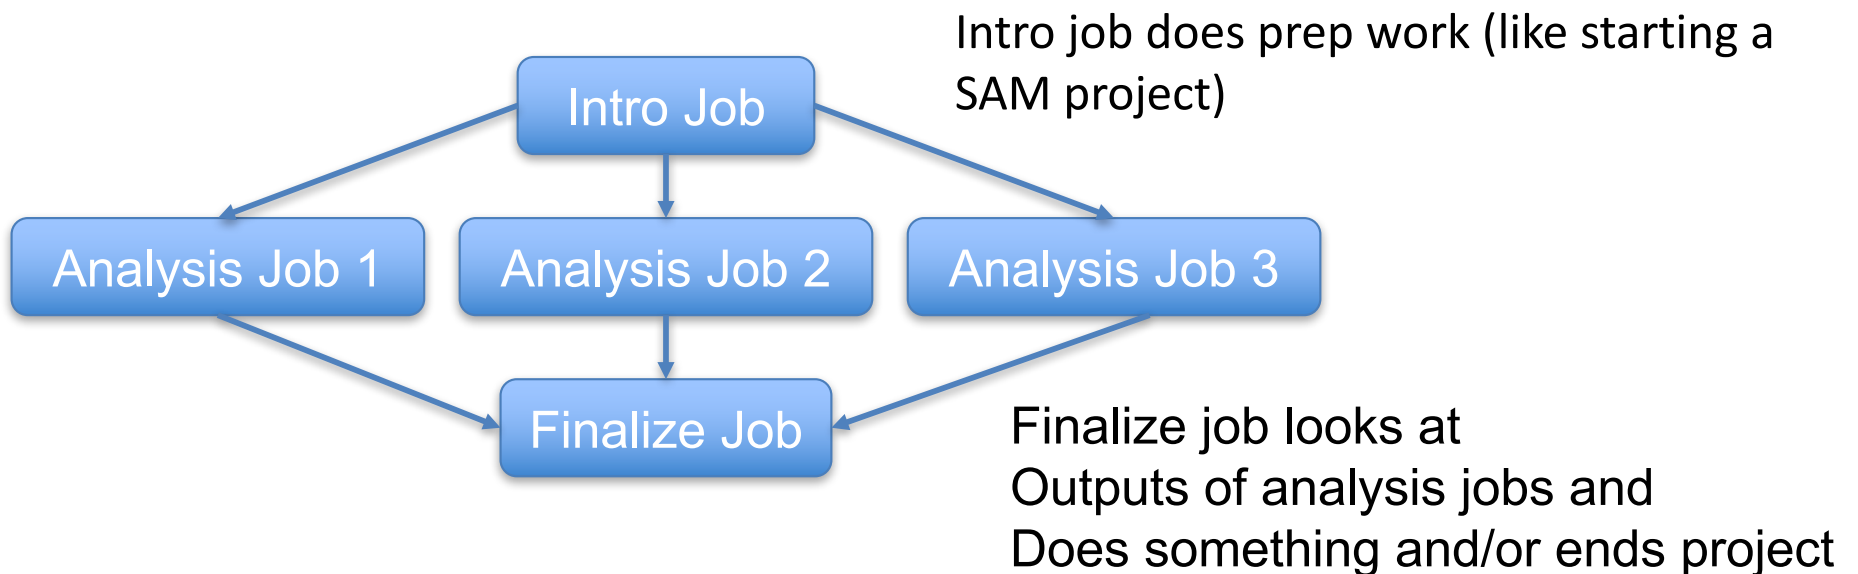 Intro job does prep work (like starting a
SAM project)
Intro Job
Analysis Job 1
Analysis Job 2
Analysis Job 3
Finalize Job
Finalize job looks at
Outputs of analysis jobs and
Does something and/or ends project